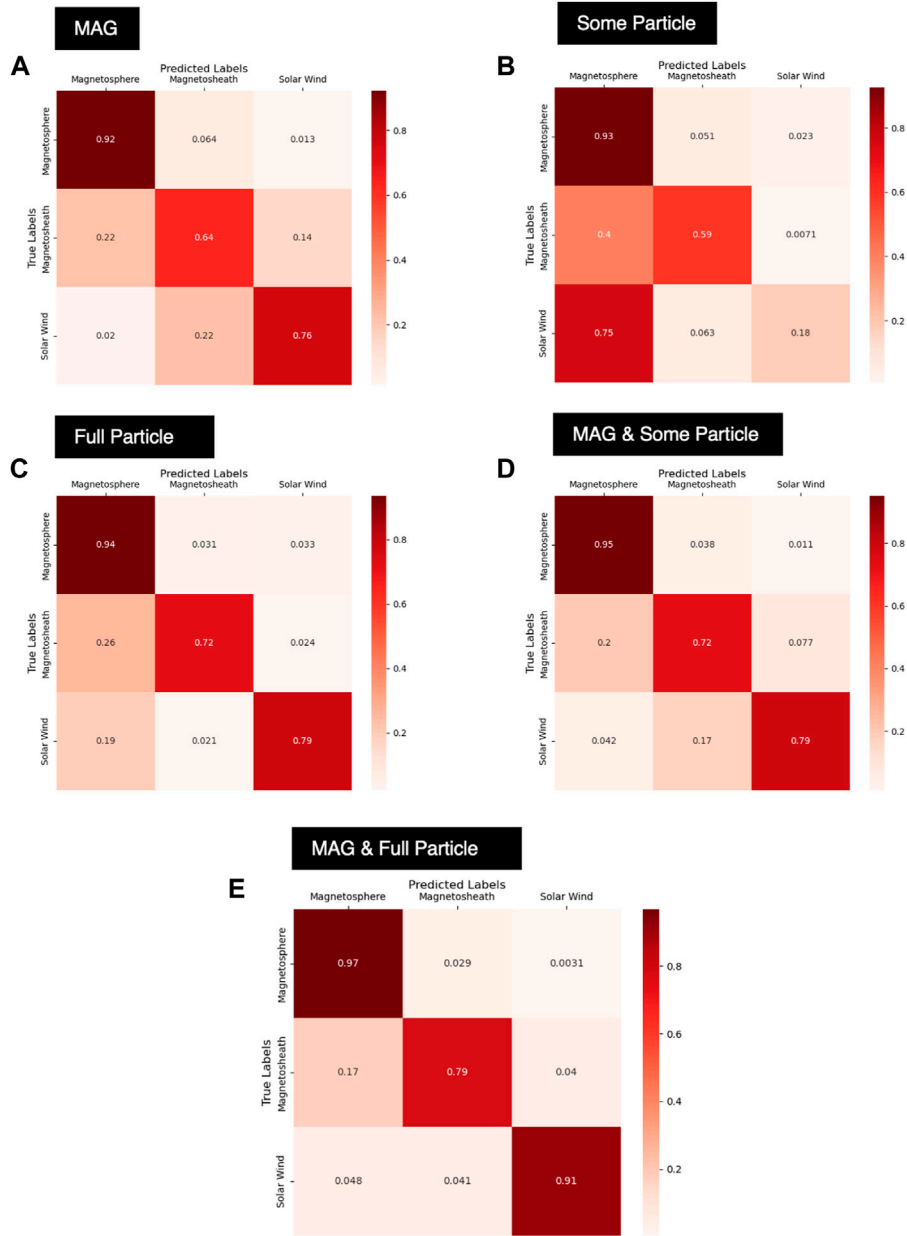 MAG
A
Predicted Labels
Magnetosphere Magnetosheath Solar Wind
True Labels
Magnetosphere
0.92 0.064 0.013
Magnetosheath
0.22 0.64 0.14
Solar Wind
0.02 0.22 0.76
0.8
0.6
0.4
0.2
Some Particle
B
Predicted Labels
Magnetosphere Magnetosheath Solar Wind
True Labels
Magnetosphere
0.93 0.051 0.023
Magnetosheath
0.4 0.59 0.0071
Solar Wind
0.75 0.063 0.18
0.8
0.6
0.4
0.2
Full Particle
C
Predicted Labels
Magnetosphere Magnetosheath Solar Wind
True Labels
Magnetosphere
0.94 0.031 0.033
Magnetosheath
0.26 0.72 0.024
Solar Wind
0.19 0.021 0.79
0.8
0.6
0.4
0.2
MAG & Some Particle
D
Predicted Labels
Magnetosphere Magnetosheath Solar Wind
True Labels
Magnetosphere
0.95 0.038 0.011
Magnetosheath
0.2 0.72 0.077
Solar Wind
0.042 0.17 0.79
0.8
0.6
0.4
0.2
MAG & Full Particle
E
Predicted Labels
Magnetosphere Magnetosheath Solar Wind
True Labels
Magnetosphere
0.97 0.029 0.0031
Magnetosheath
0.17 0.79 0.04
Solar Wind
0.048 0.041 0.91
0.8
0.6
0.4
0.2